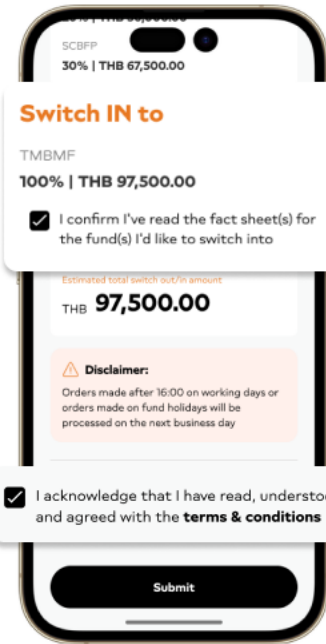 SCBFP
30% | THB 67,500.00
Switch IN to
TMBMF
100% | THB 97,500.00
I confirm I've read the fact sheet(s) for
the fund(s) I'd like to switch into
Estimated total switch out/in amount
THB 97,500.00
Disclaimer:
Orders made after 16:00 on working days or
orders made on fund holidays will be
processed on the next business day
I acknowledge that I have read, understoo
and agreed with the terms & conditions
Submit